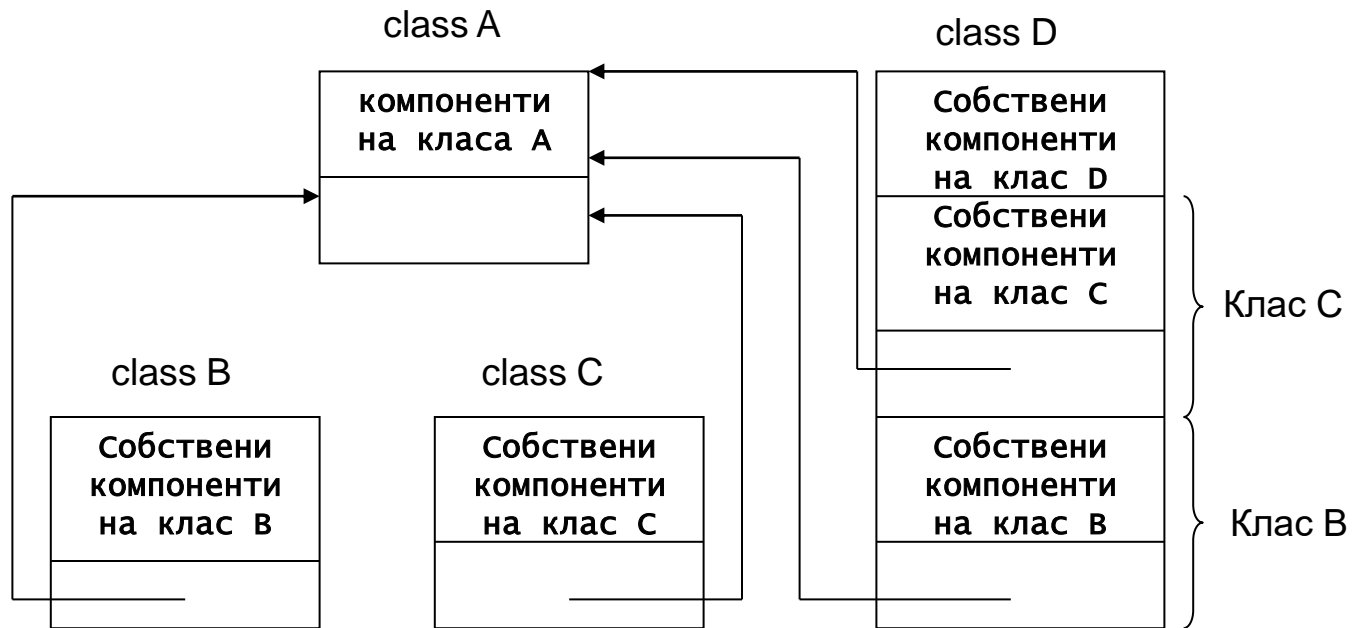 class A
компоненти
на класа A
class D
Собствени
компоненти
на клас D
Собствени
компоненти
на клас C
Клас C
class B
Собствени
компоненти
на клас B
class C
Собствени
компоненти
на клас C
Собствени
компоненти
на клас B
Клас B